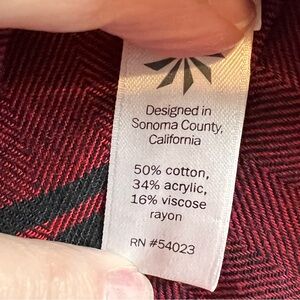 Designed in
Sonoma County,
California
50% cotton,
34% acrylic,
16% viscose
rayon
RN #54023